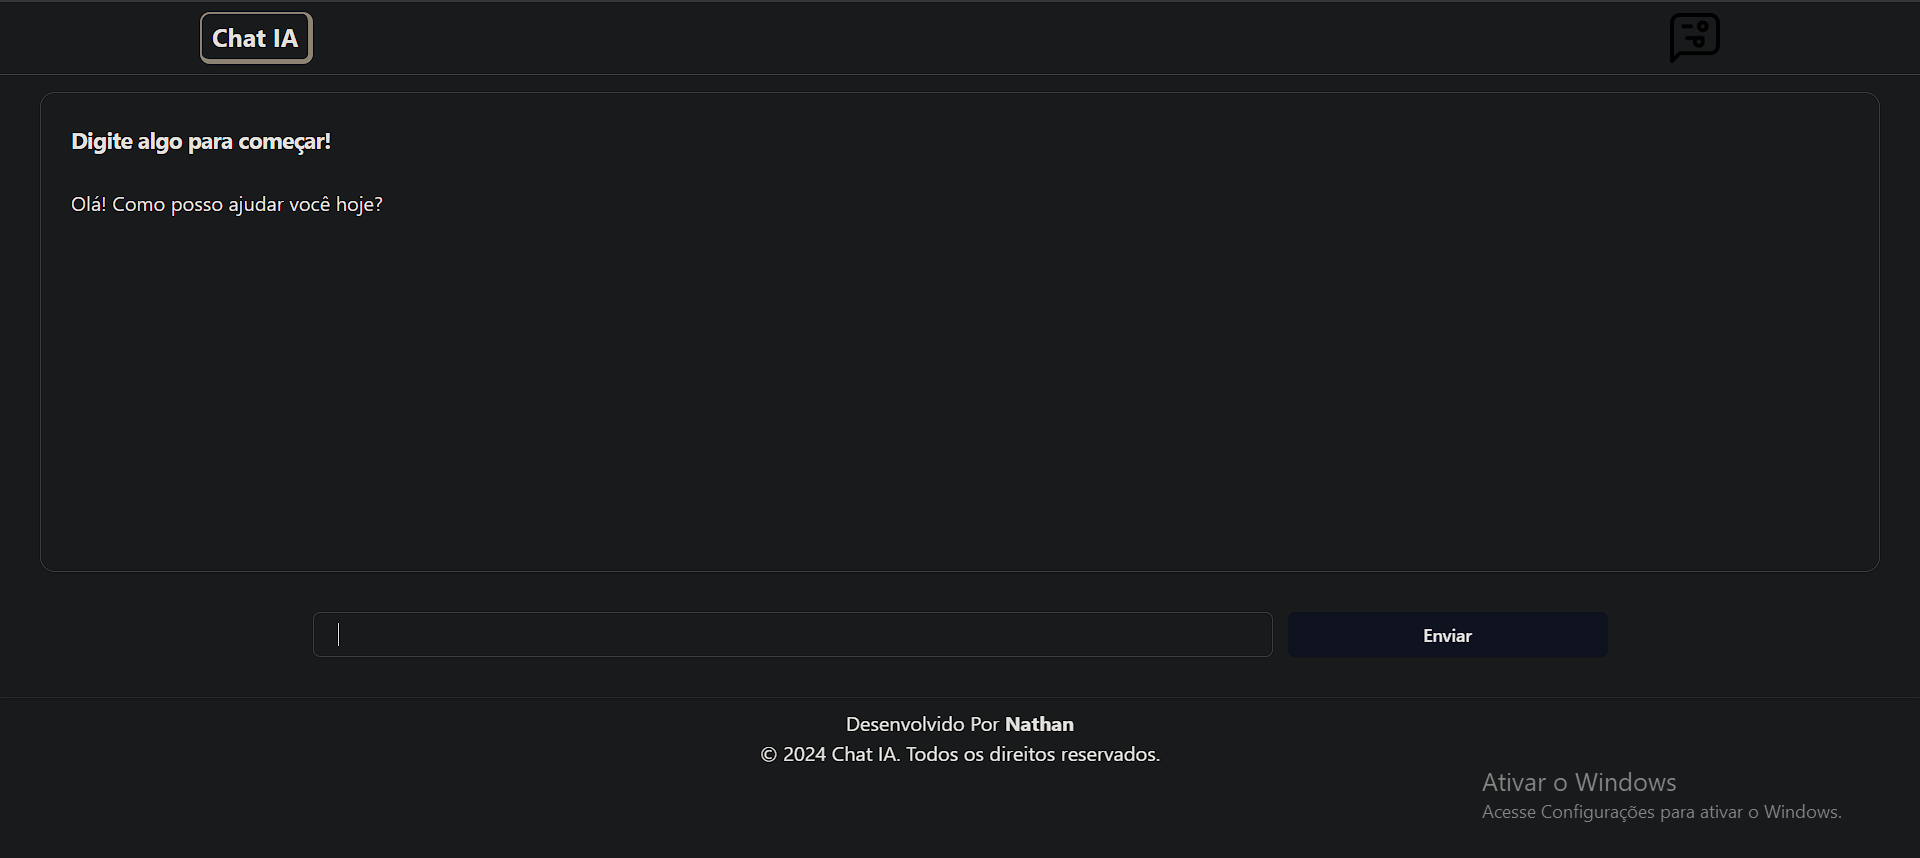 Chat IA
Digite algo para começar!
Olá! Como posso ajudar você hoje?
Enviar
Desenvolvido Por Nathan
© 2024 Chat IA. Todos os direitos reservados.
Ativar o Windows
Acesse Configurações para ativar o Windows.